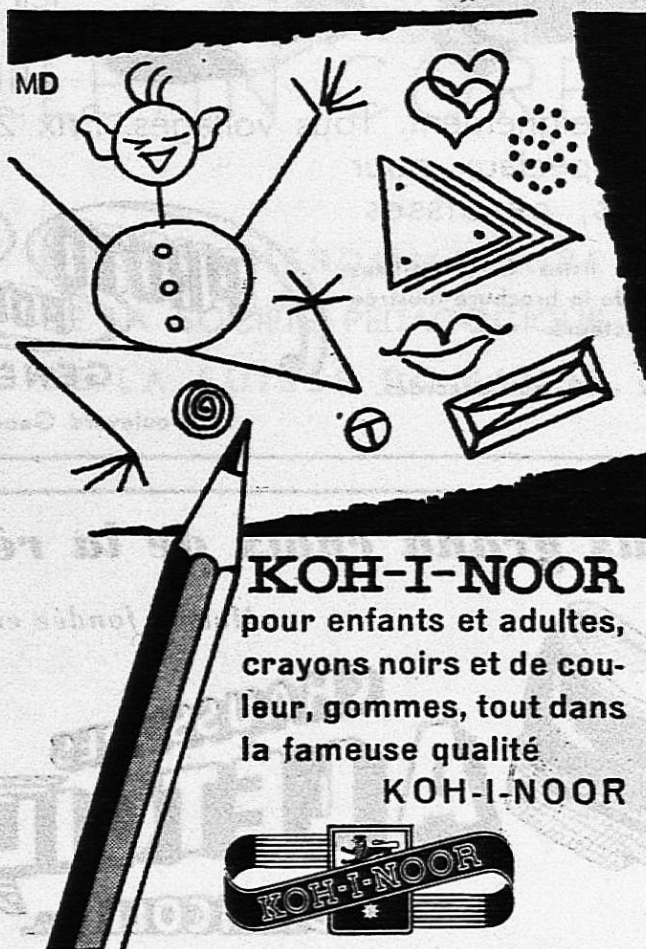 MD
T
KOH-I-NOOR
pour enfants et adultes,
crayons noirs et de cou-
leur, gommes, tout dans
la fameuse qualité
KOH-I-NOOR
KOH-I-NOOR